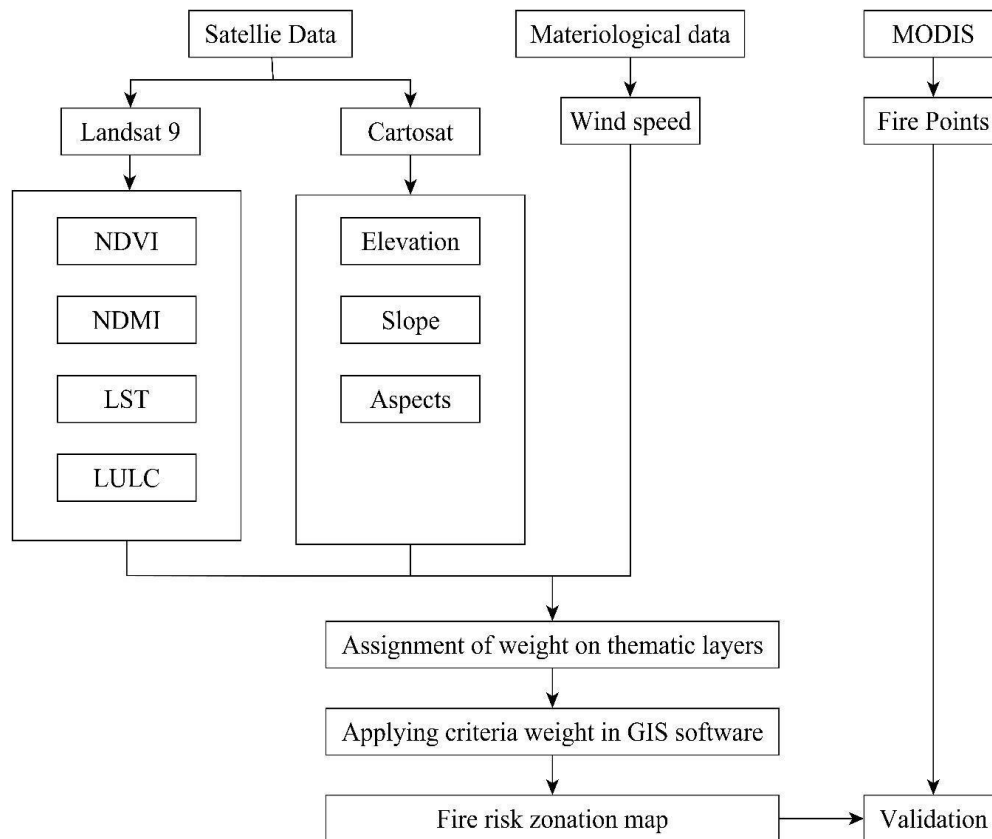 Satellie Data
Materiological data
MODIS
Landsat 9
Cartosat
Wind speed
Fire Points
NDVI
NDMI
LST
LULC
Elevation
Slope
Aspects
Assignment of weight on thematic layers
Applying criteria weight in GIS software
Fire risk zonation map
Validation